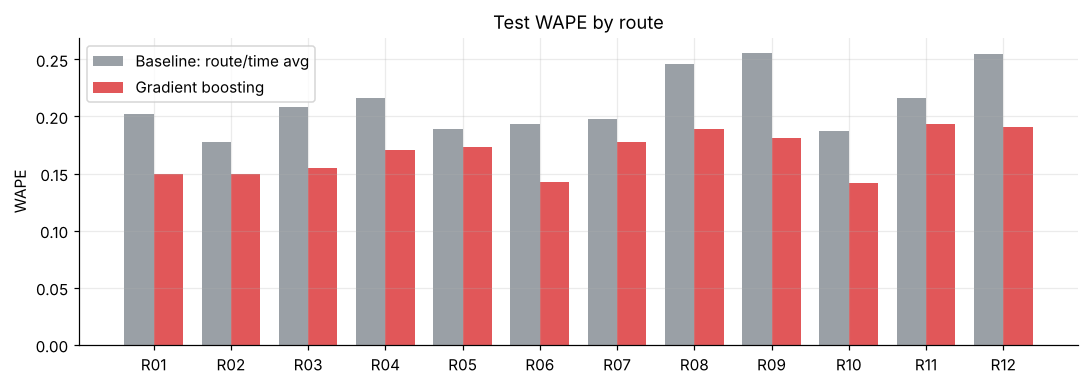 Test WAPE by route
Baseline: route/time avg
Gradient boosting
WAPE
0.25
0.20
0.15
0.10
0.05
0.00
R01 R02 R03 R04 R05 R06 R07 R08 R09 R10 R11 R12